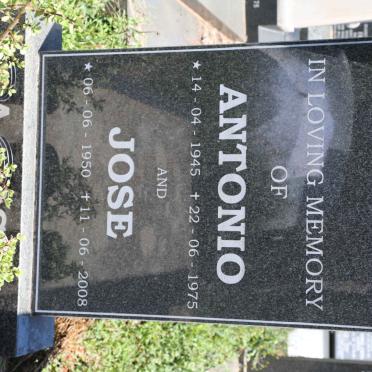 IN LOVING MEMORY
OF
ANTONIO
★ 14 - 04 - 1945 ✝ 22 - 06 - 1975
AND
JOSE
★ 06 - 06 - 1950 ✝ 11 - 06 - 2008